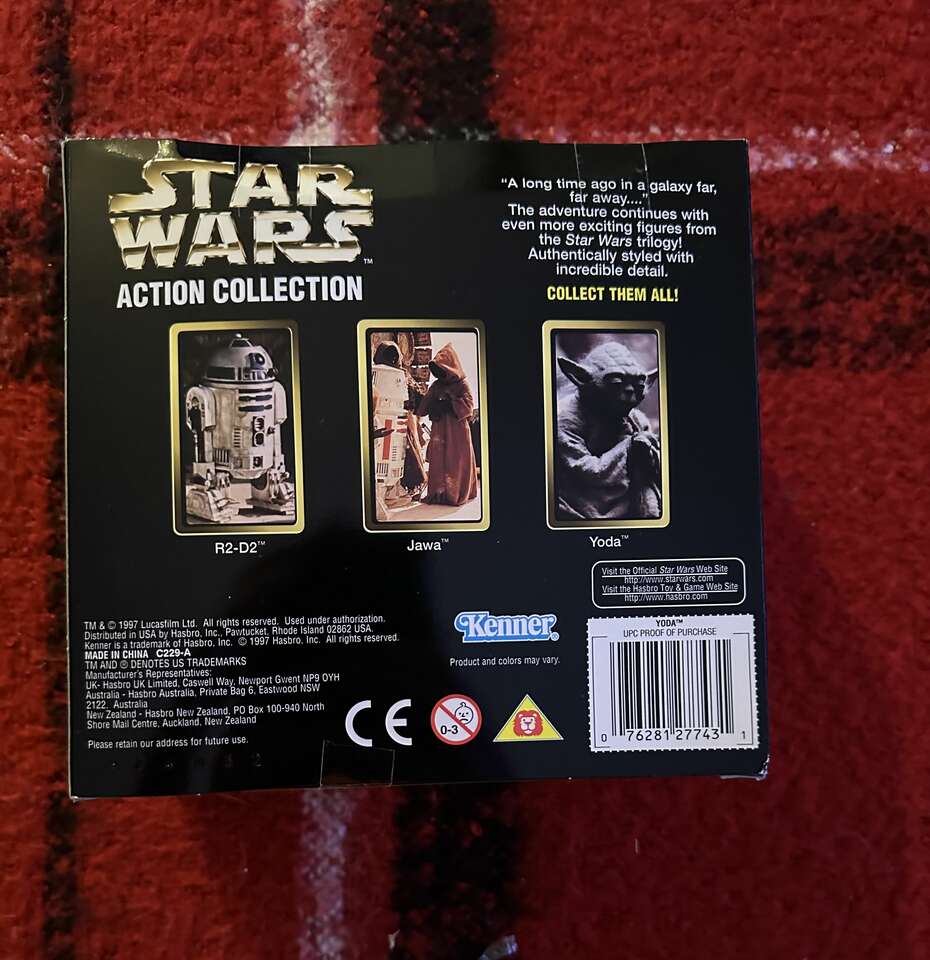 STAR
WARS™
ACTION COLLECTION
"A long time ago in a galaxy far,
far away...."
The adventure continues with
even more exciting figures from
the Star Wars trilogy!
Authentically styled with
incredible detail.
COLLECT THEM ALL!
R2-D2™
Jawa™
Yoda™
Visit the Official Star Wars Web Site
http://www.starwars.com
Visit the Hasbro Toy & Game Web Site
http://www.hasbro.com
TM & © 1997 Lucasfilm Ltd. All rights reserved. Used under authorization.
Distributed in USA by Hasbro, Inc., Pawtucket, Rhode Island 02862 USA.
Kenner is a trademark of Hasbro, Inc. © 1997 Hasbro, Inc. All rights reserved.
MADE IN CHINA C229-A
TM AND ® DENOTES US TRADEMARKS
Manufacturer's Representatives:
UK- Hasbro UK Limited, Caswell Way, Newport Gwent NP9 OYH
Australia - Hasbro Australia, Private Bag 6, Eastwood NSW
2122, Australia
New Zealand - Hasbro New Zealand, PO Box 100-940 North
Shore Mail Centre, Auckland, New Zealand
Please retain our address for future use.
Kenner®
Product and colors may vary.
CE
0-3
YODA™
UPC PROOF OF PURCHASE
0 76281 27743 1